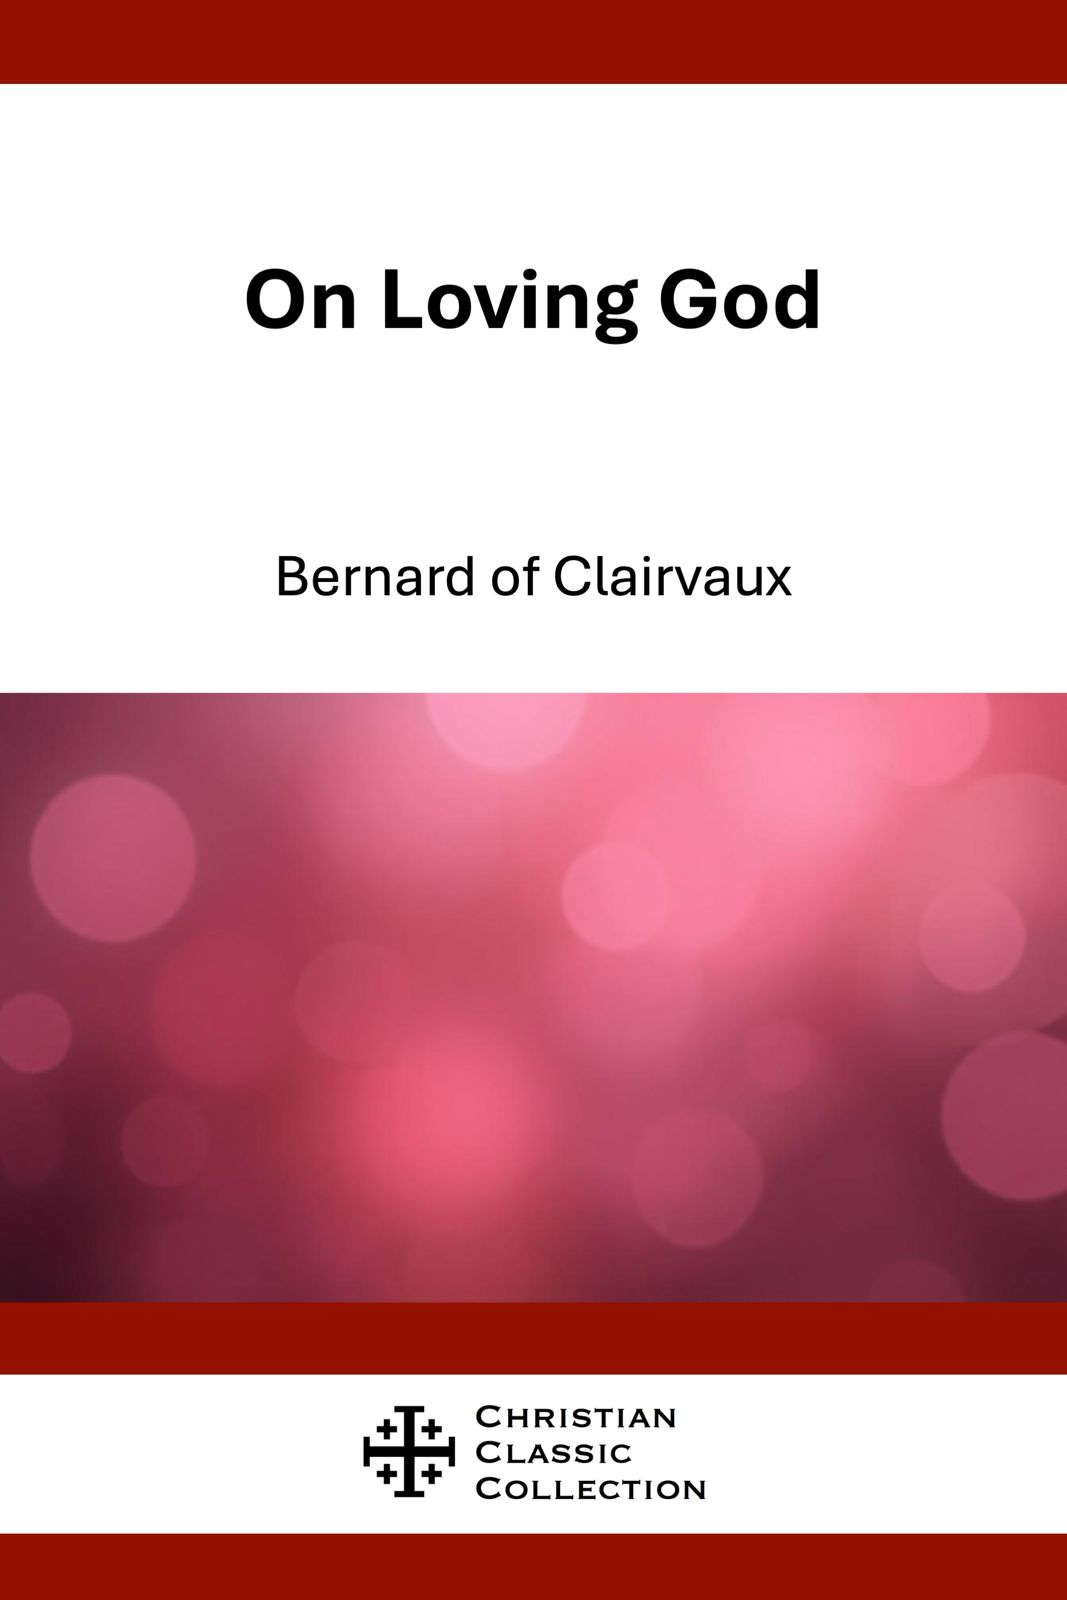 On Loving God
Bernard of Clairvaux
CHRISTIAN
CLASSIC
COLLECTION